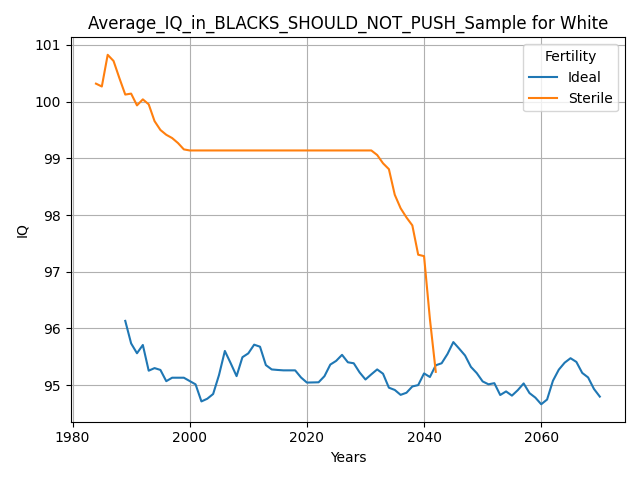 Average_IQ_in_BLACKS_SHOULD_NOT_PUSH_Sample for White
Fertility
Ideal
Sterile
IQ
101
100
99
98
97
96
95
1980
2000
2020
2040
2060
Years